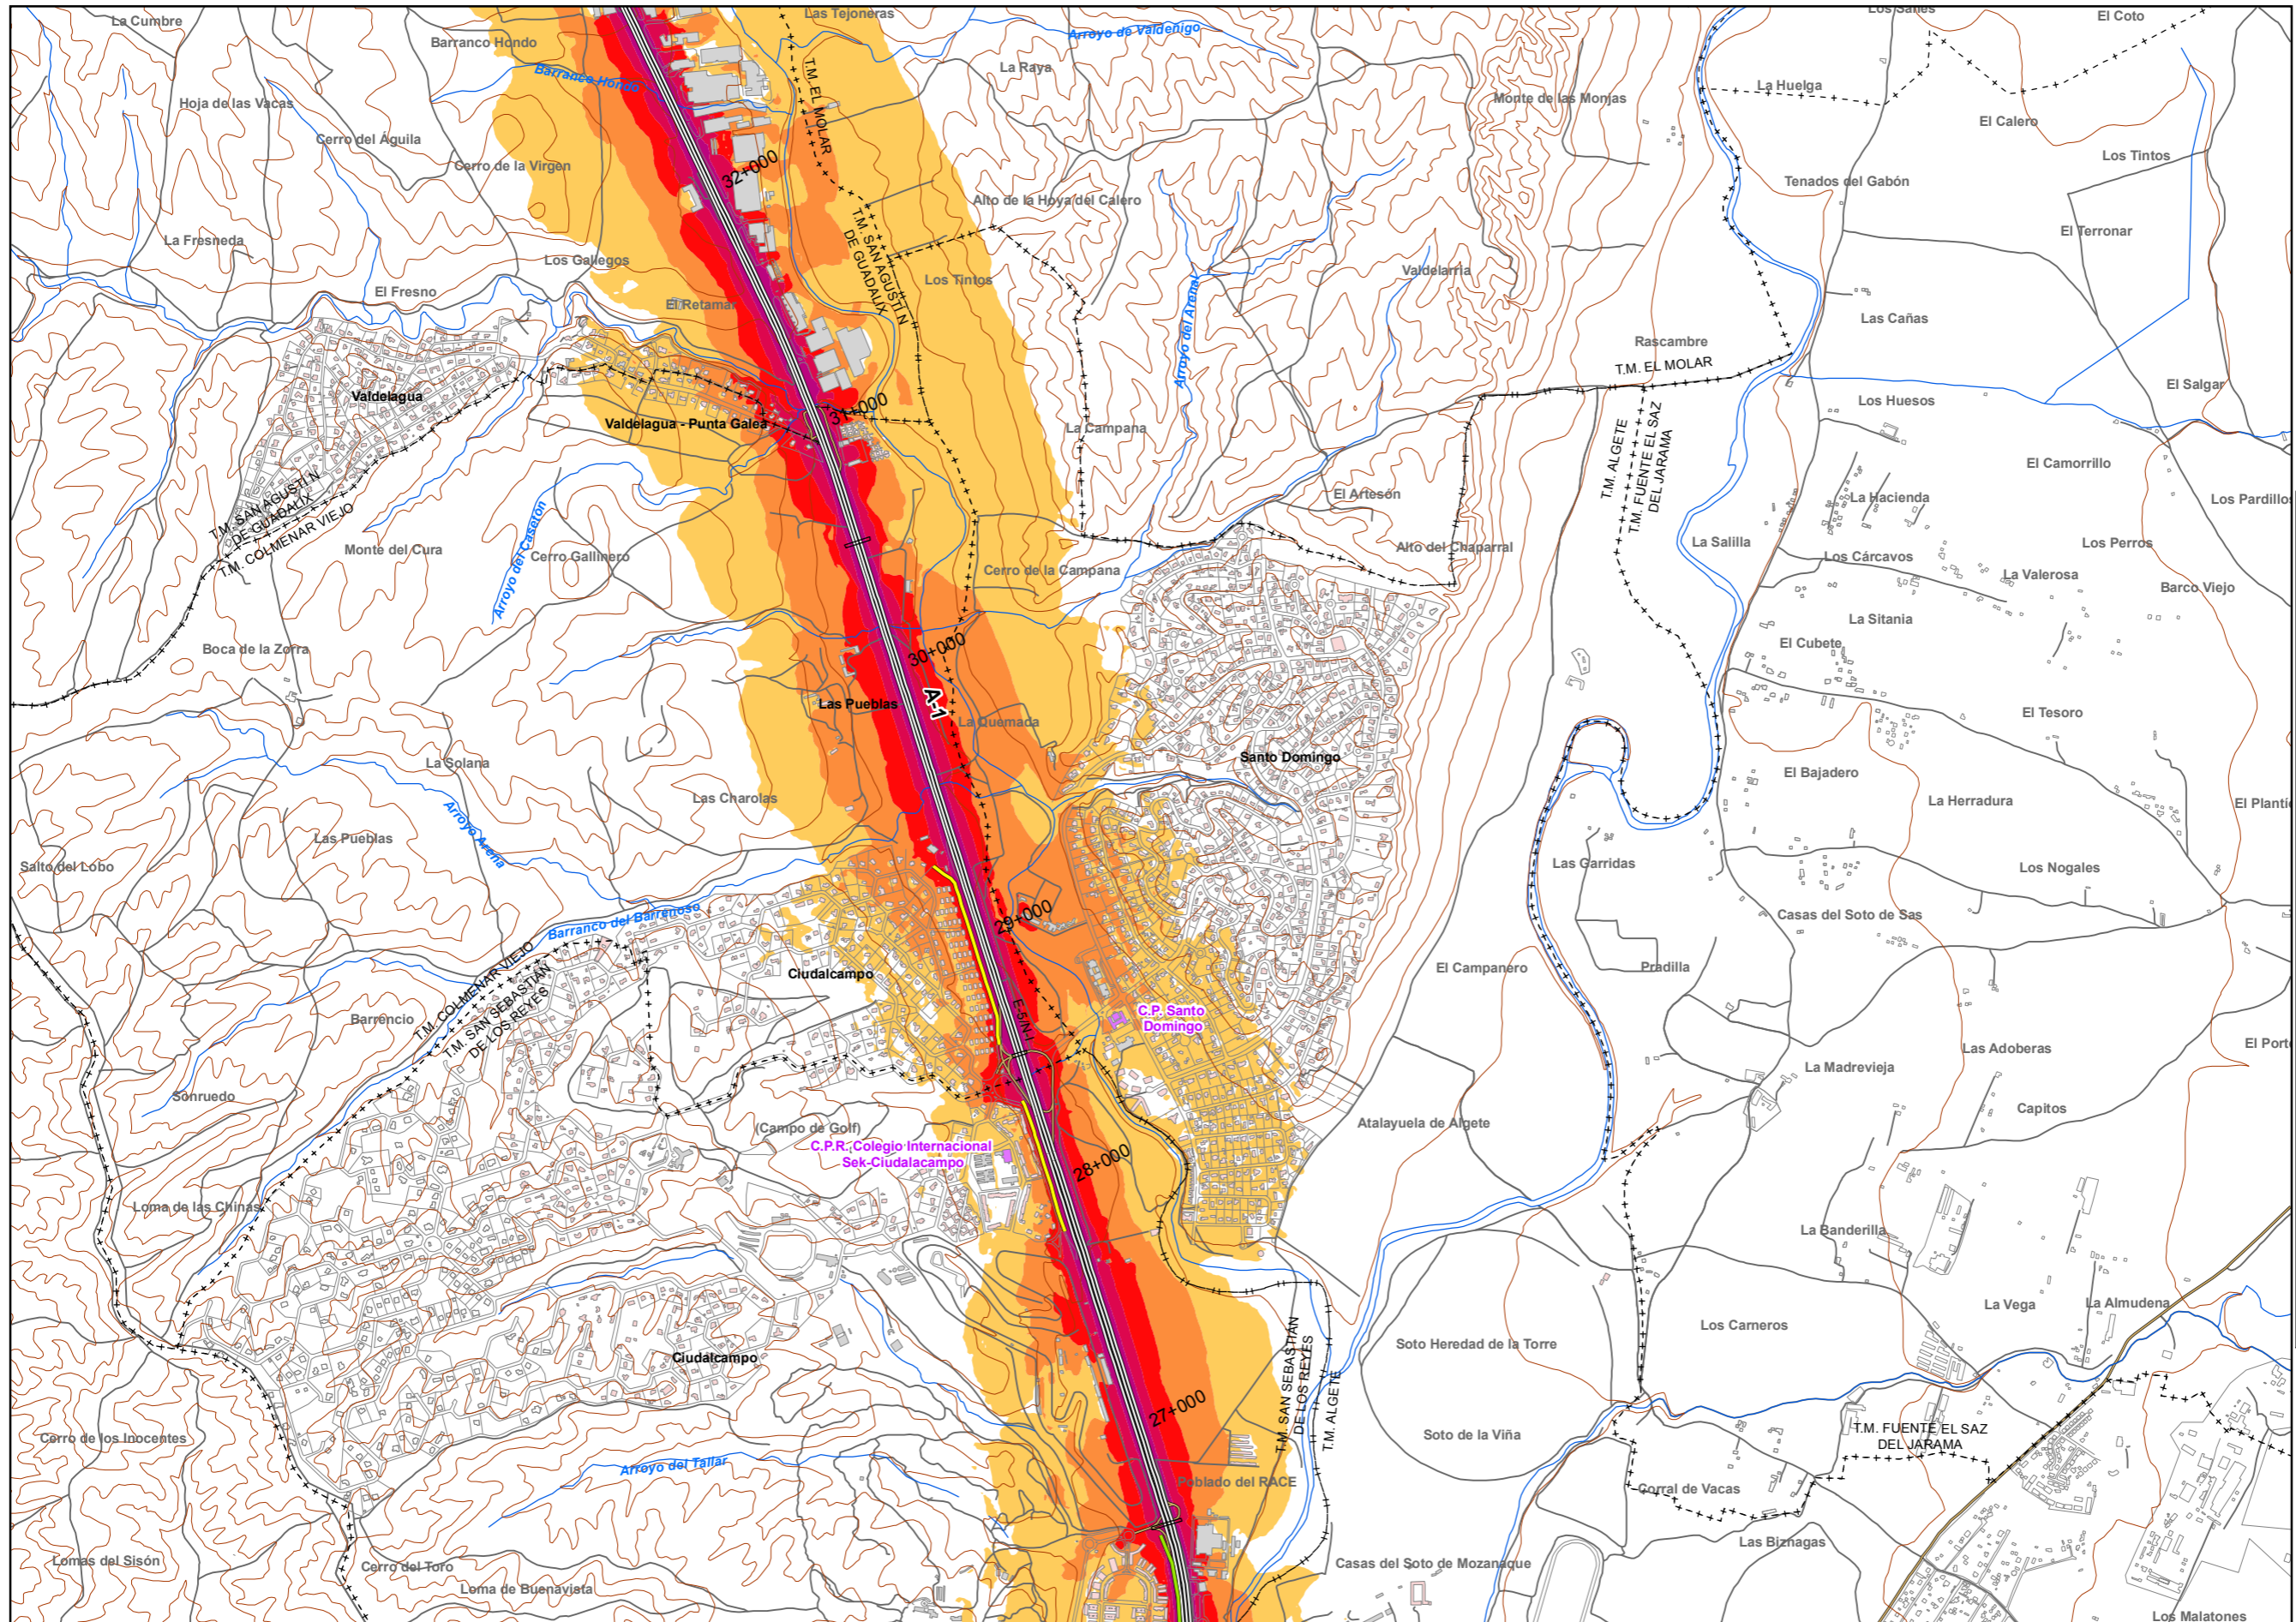 La Cumbre
Las Tejoneras
El Coto
Barranco Hondo
Arroyo de Valdeñigo
La Raya
Barranco Hondo
T.M. EL MOLAR
La Huelga
Hoja de las Vacas
Monte de las Monjas
El Calero
Cerro del Águila
Cerro de la Virgen
32+000
Los Tintos
Tenados del Gabón
Alto de la Hoya del Calero
La Fresneda
El Terronar
T.M. SAN AGUSTÍN
DE GUADALIX
Los Gallegos
Los Tintos
Valdelarria
El Fresno
El Retamar
Arroyo del Arenal
Las Cañas
Rascambre
T.M. EL MOLAR
El Salgar
Valdelagua
Los Huesos
31+000
Valdelagua - Punta Galea
La Campana
T.M. ALGETE
T.M. FUENTE EL SAZ
DEL JARAMA
El Camorrillo
El Artesón
La Hacienda
Los Pardillo
T.M. SAN AGUSTÍN
DE GUADALIX
T.M. COLMENAR VIEJO
Monte del Cura
Arroyo del Casetón
Cerro Gallinero
Alto del Chaparral
La Salilla
Los Cárcavos
Los Perros
Cerro de la Campana
La Valerosa
Barco Viejo
La Sitania
Boca de la Zorra
30+000
El Cubete
Las Pueblas
A-1
La Quemada
El Tesoro
La Solana
Santo Domingo
El Bajadero
Las Charolas
La Herradura
El Plantí
Arroyo Arena
Las Pueblas
Salto del Lobo
Las Garridas
Los Nogales
29+000
Barranco del Barrenoso
Casas del Soto de Sas
T.M. COLMENAR VIEJO
T.M. SAN SEBASTIÁN
DE LOS REYES
Ciudalcampo
El Campanero
Pradilla
Barrencio
E-5/N-I
C.P. Santo
Domingo
Las Adoberas
El Port
La Madrevieja
Sonruedo
Capitos
(Campo de Golf)
Atalayuela de Algete
C.P.R. Colegio Internacional
Sek-Ciudalacampo
28+000
Loma de las Chinas
La Banderilla
La Vega
La Almudena
Los Carneros
Soto Heredad de la Torre
Ciudalcampo
T.M. SAN SEBASTIÁN
DE LOS REYES
T.M. ALGETE
27+000
Cerro de los Inocentes
Soto de la Viña
T.M. FUENTE EL SAZ
DEL JARAMA
Arroyo del Tallar
Poblado del RACE
Corral de Vacas
Las Biznagas
Lomas del Sisón
Cerro del Toro
Loma de Buenavista
Casas del Soto de Mozanaque
Los Malatones